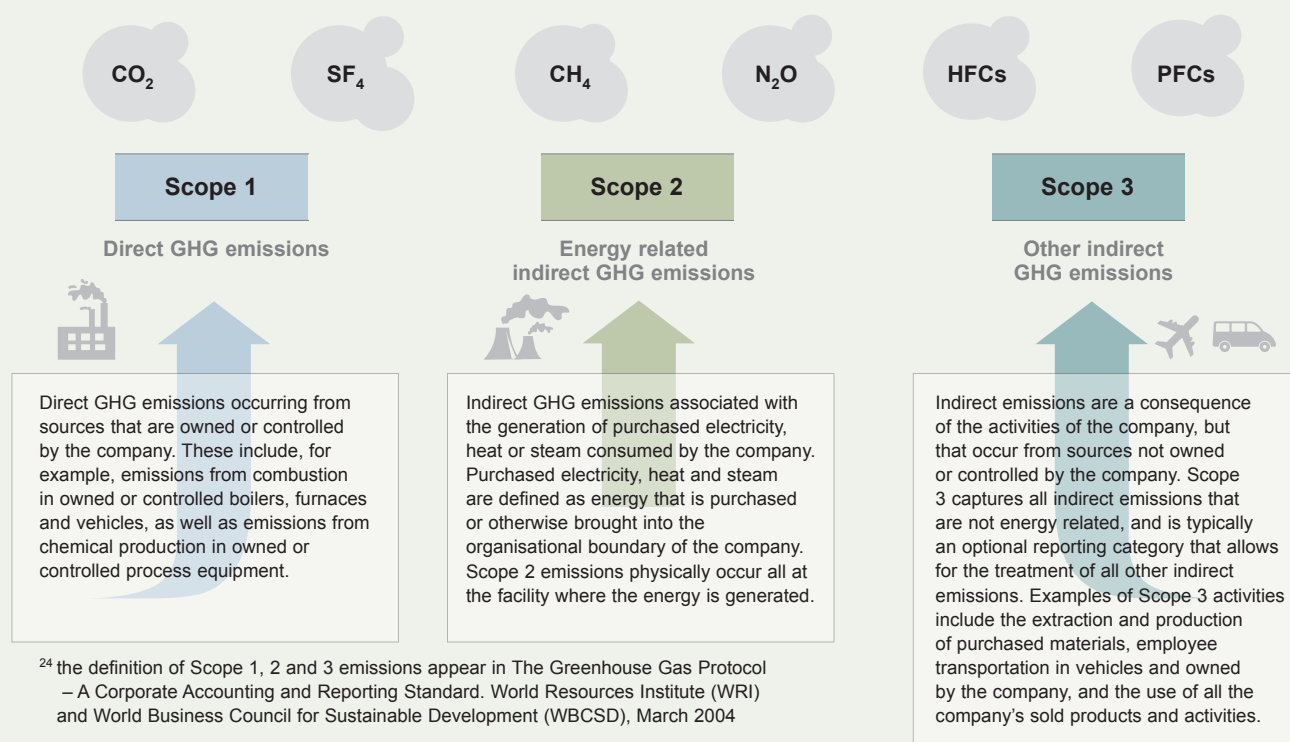 CO₂
SF₄
CH₄
N₂O
HFCs
PFCs
Scope 1
Direct GHG emissions
Direct GHG emissions occurring from
sources that are owned or controlled
by the company. These include, for
example, emissions from combustion
in owned or controlled boilers, furnaces
and vehicles, as well as emissions from
chemical production in owned or
controlled process equipment.
Scope 2
Energy related
indirect GHG emissions
Indirect GHG emissions associated with
the generation of purchased electricity,
heat or steam consumed by the company.
Purchased electricity, heat and steam
are defined as energy that is purchased
or otherwise brought into the
organisational boundary of the company.
Scope 2 emissions physically occur all at
the facility where the energy is generated.
Scope 3
Other indirect
GHG emissions
Indirect emissions are a consequence
of the activities of the company, but
that occur from sources not owned
or controlled by the company. Scope
3 captures all indirect emissions that
are not energy related, and is typically
an optional reporting category that allows
for the treatment of all other indirect
emissions. Examples of Scope 3 activities
include the extraction and production
of purchased materials, employee
transportation in vehicles and owned
by the company, and the use of all the
company's sold products and activities.
²⁴ the definition of Scope 1, 2 and 3 emissions appear in The Greenhouse Gas Protocol
– A Corporate Accounting and Reporting Standard. World Resources Institute (WRI)
and World Business Council for Sustainable Development (WBCSD), March 2004